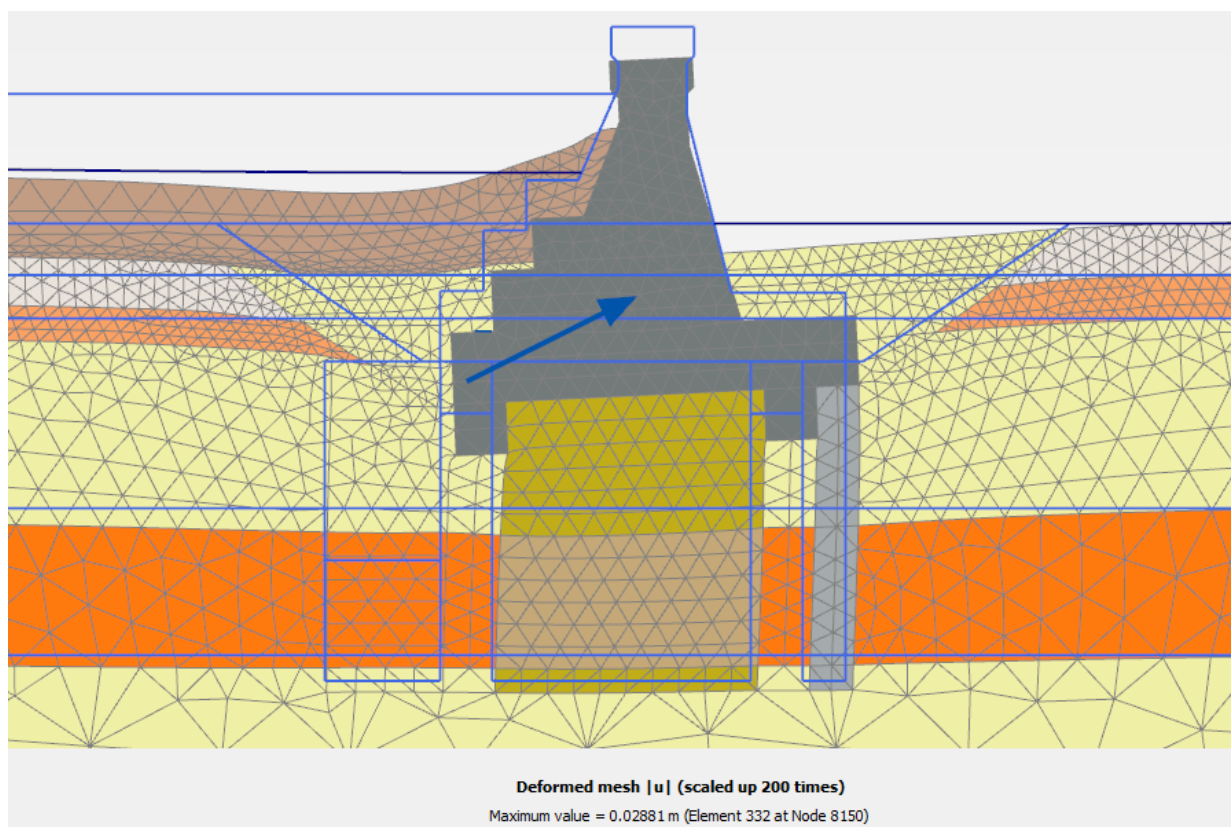 Deformed mesh |u| (scaled up 200 times)
Maximum value = 0.02881 m (Element 332 at Node 8150)